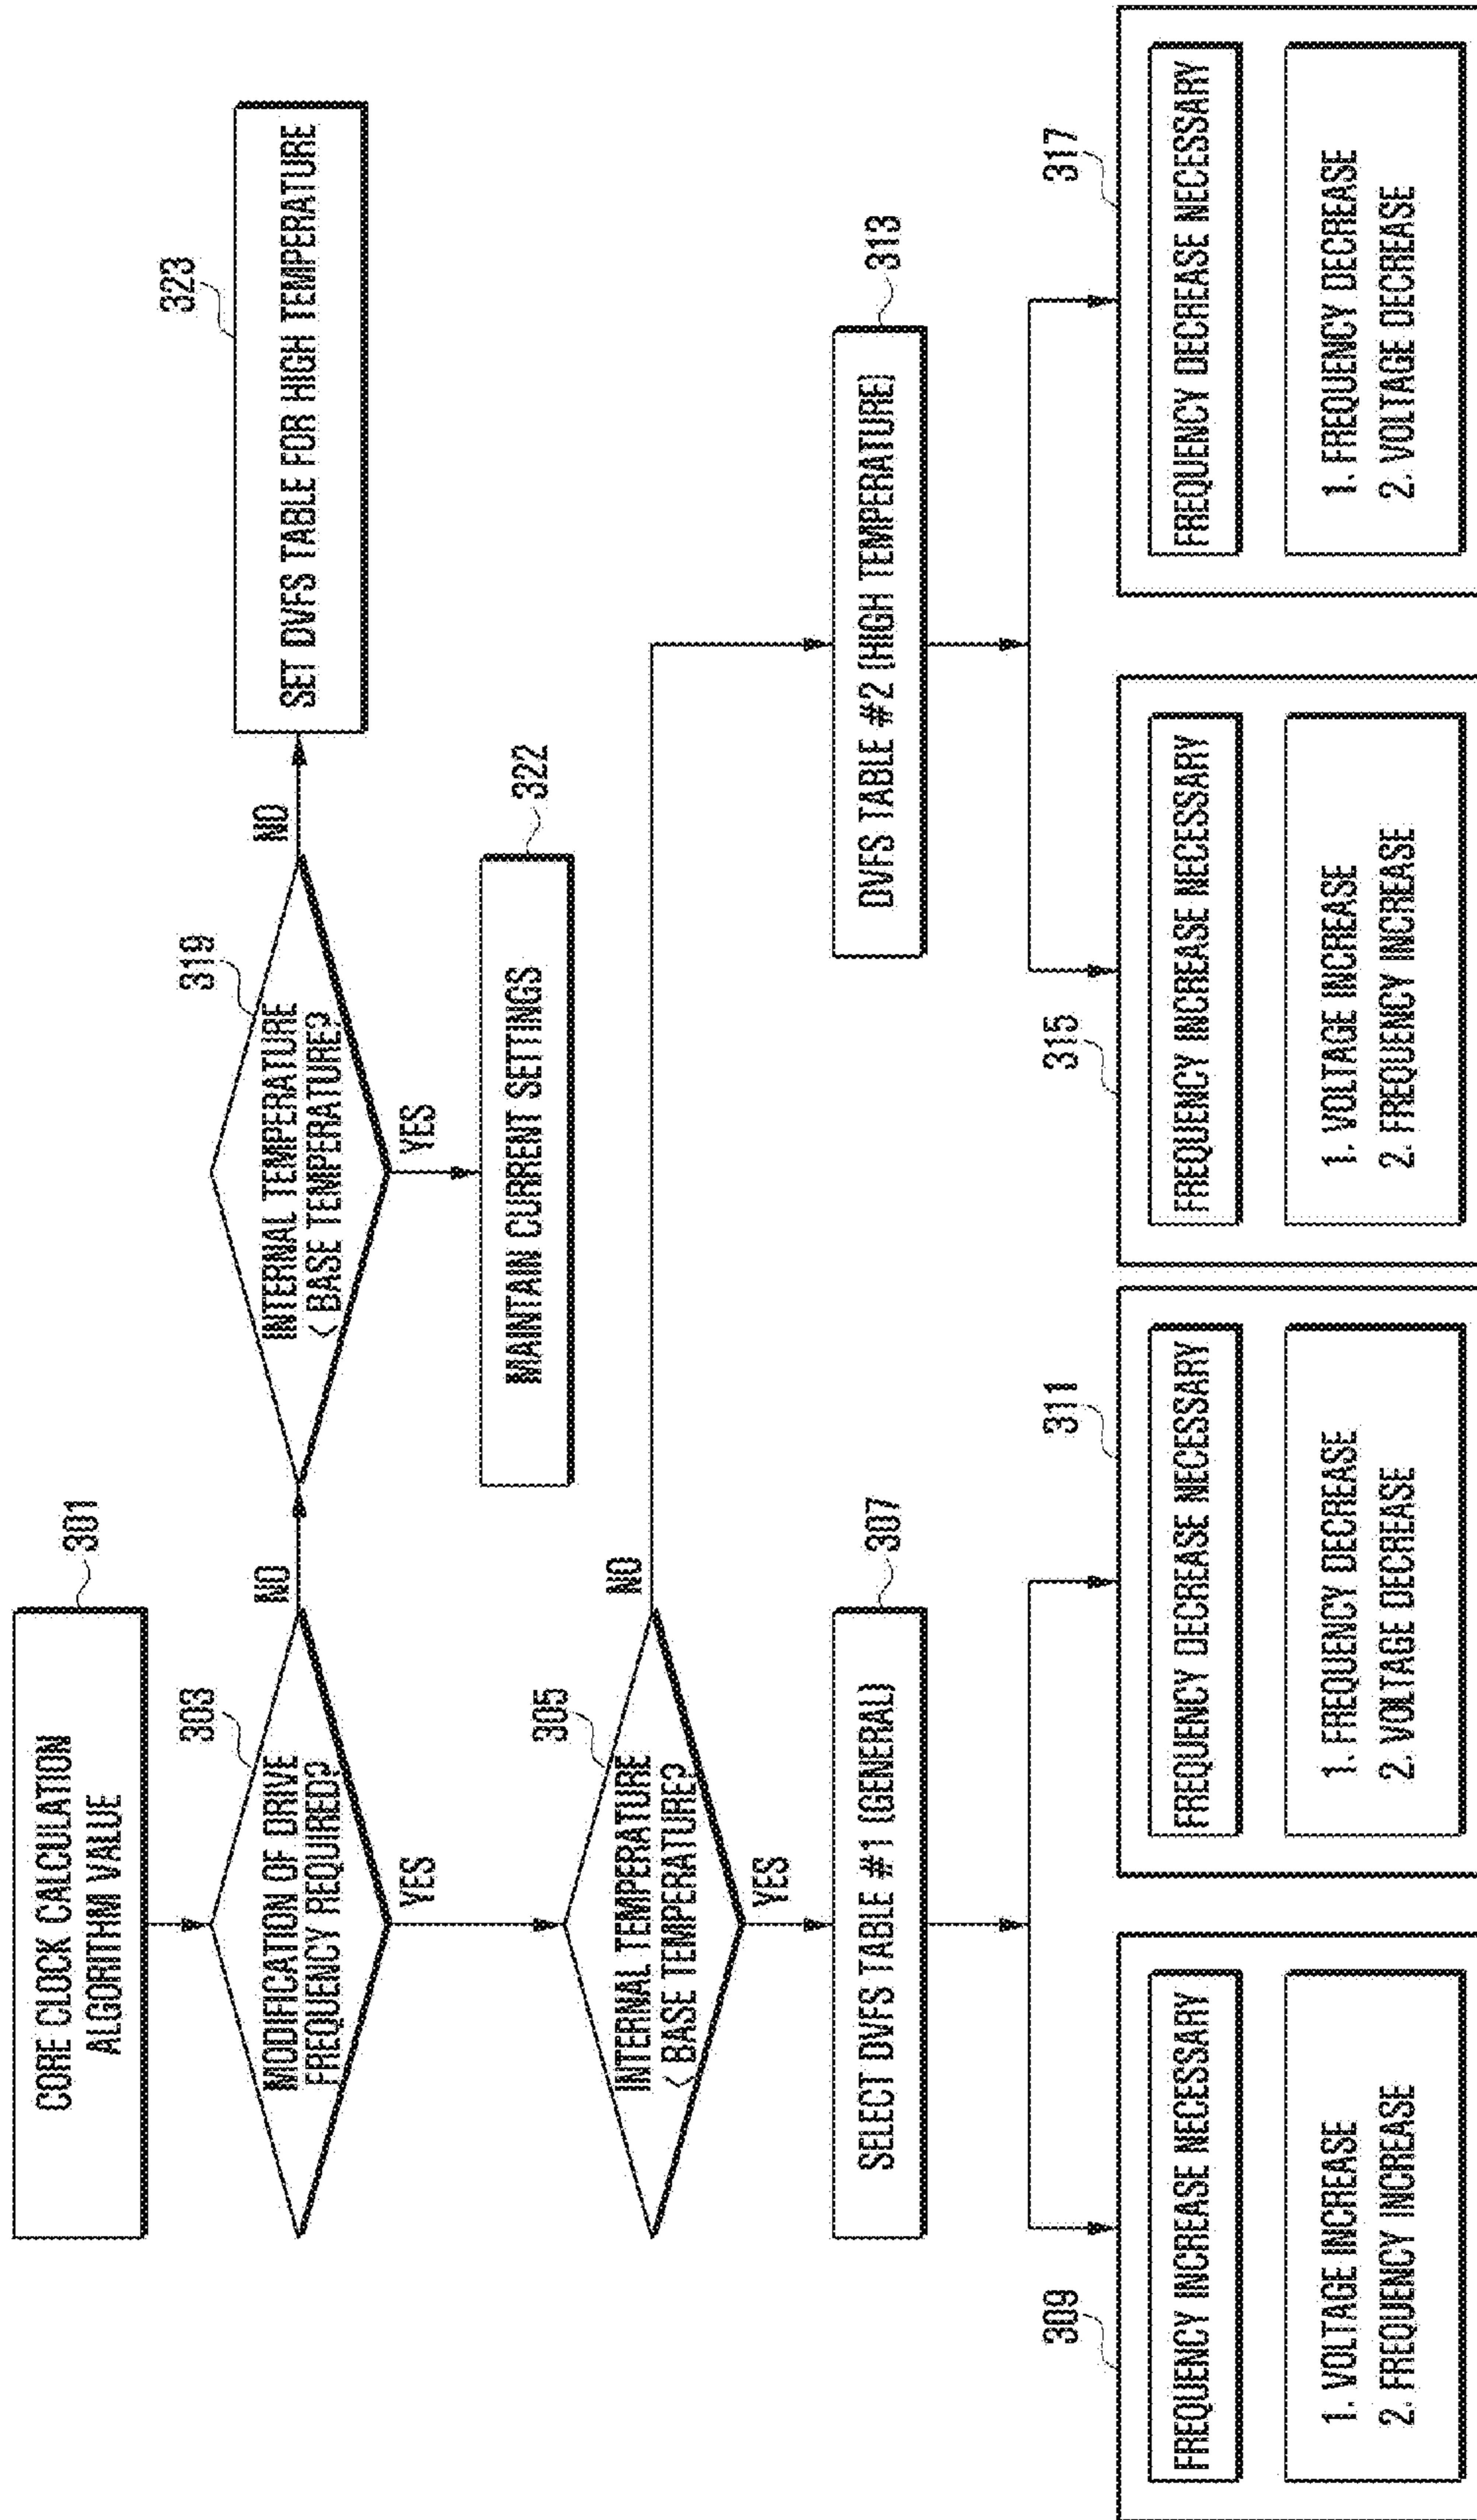 CORE CLOCK CALCULATION
ALGORITHM VALUE
301
303
MODIFICATION OF DRIVE
FREQUENCY REQUIRED?
NO
YES
319
INTERNAL TEMPERATURE
< BASE TEMPERATURE?
NO
YES
323
SET DVFS TABLE FOR HIGH TEMPERATURE
322
MAINTAIN CURRENT SETTINGS
305
INTERNAL TEMPERATURE
< BASE TEMPERATURE?
NO
YES
307
SELECT DVFS TABLE #1 (GENERAL)
313
DVFS TABLE #2 (HIGH TEMPERATURE)
309
FREQUENCY INCREASE NECESSARY
1. VOLTAGE INCREASE
2. FREQUENCY INCREASE
311
FREQUENCY DECREASE NECESSARY
1. FREQUENCY DECREASE
2. VOLTAGE DECREASE
315
FREQUENCY INCREASE NECESSARY
1. VOLTAGE INCREASE
2. FREQUENCY INCREASE
317
FREQUENCY DECREASE NECESSARY
1. FREQUENCY DECREASE
2. VOLTAGE DECREASE